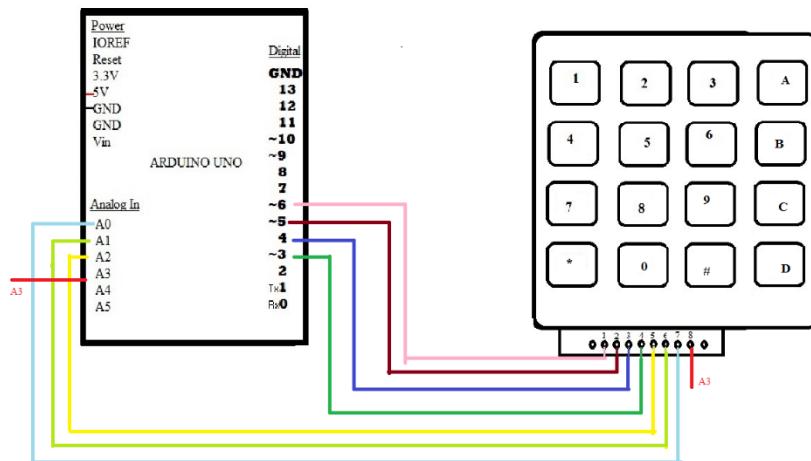 Power
IOREF
Reset
3.3V
5V
GND
GND
Vin
ARDUINO UNO
Analog In
A0
A1
A2
A3
A4
A5
A3
Digital
GND
13
12
11
~10
~9
8
7
~6
~5
4
~3
2
Tx1
Rx0
1 2 3 A
4 5 6 B
7 8 9 C
* 0 # D
1 2 3 4 5 6 7 8
A3